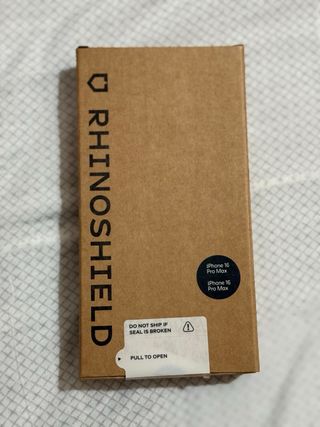 RHINOSHIELD
iPhone 16
Pro Max
iPhone 16
Pro Max
DO NOT SHIP IF
SEAL IS BROKEN
PULL TO OPEN